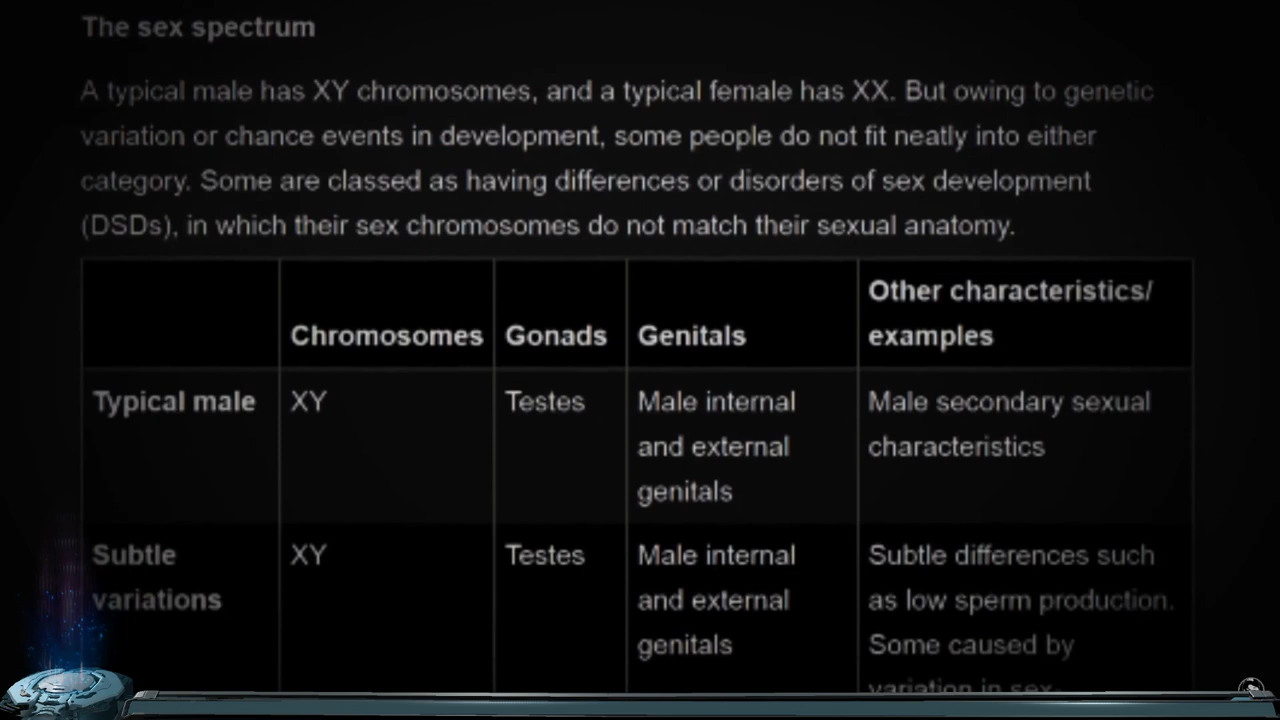 The sex spectrum
A typical male has XY chromosomes, and a typical female has XX. But owing to genetic
variation or chance events in development, some people do not fit neatly into either
category. Some are classed as having differences or disorders of sex development
(DSDs), in which their sex chromosomes do not match their sexual anatomy.
Other characteristics/
Chromosomes Gonads Genitals examples
Typical male XY Testes Male internal Male secondary sexual
and external characteristics
genitals
Subtle XY Testes Male internal Subtle differences such
variations and external as low sperm production.
genitals Some caused by
variation in sex-